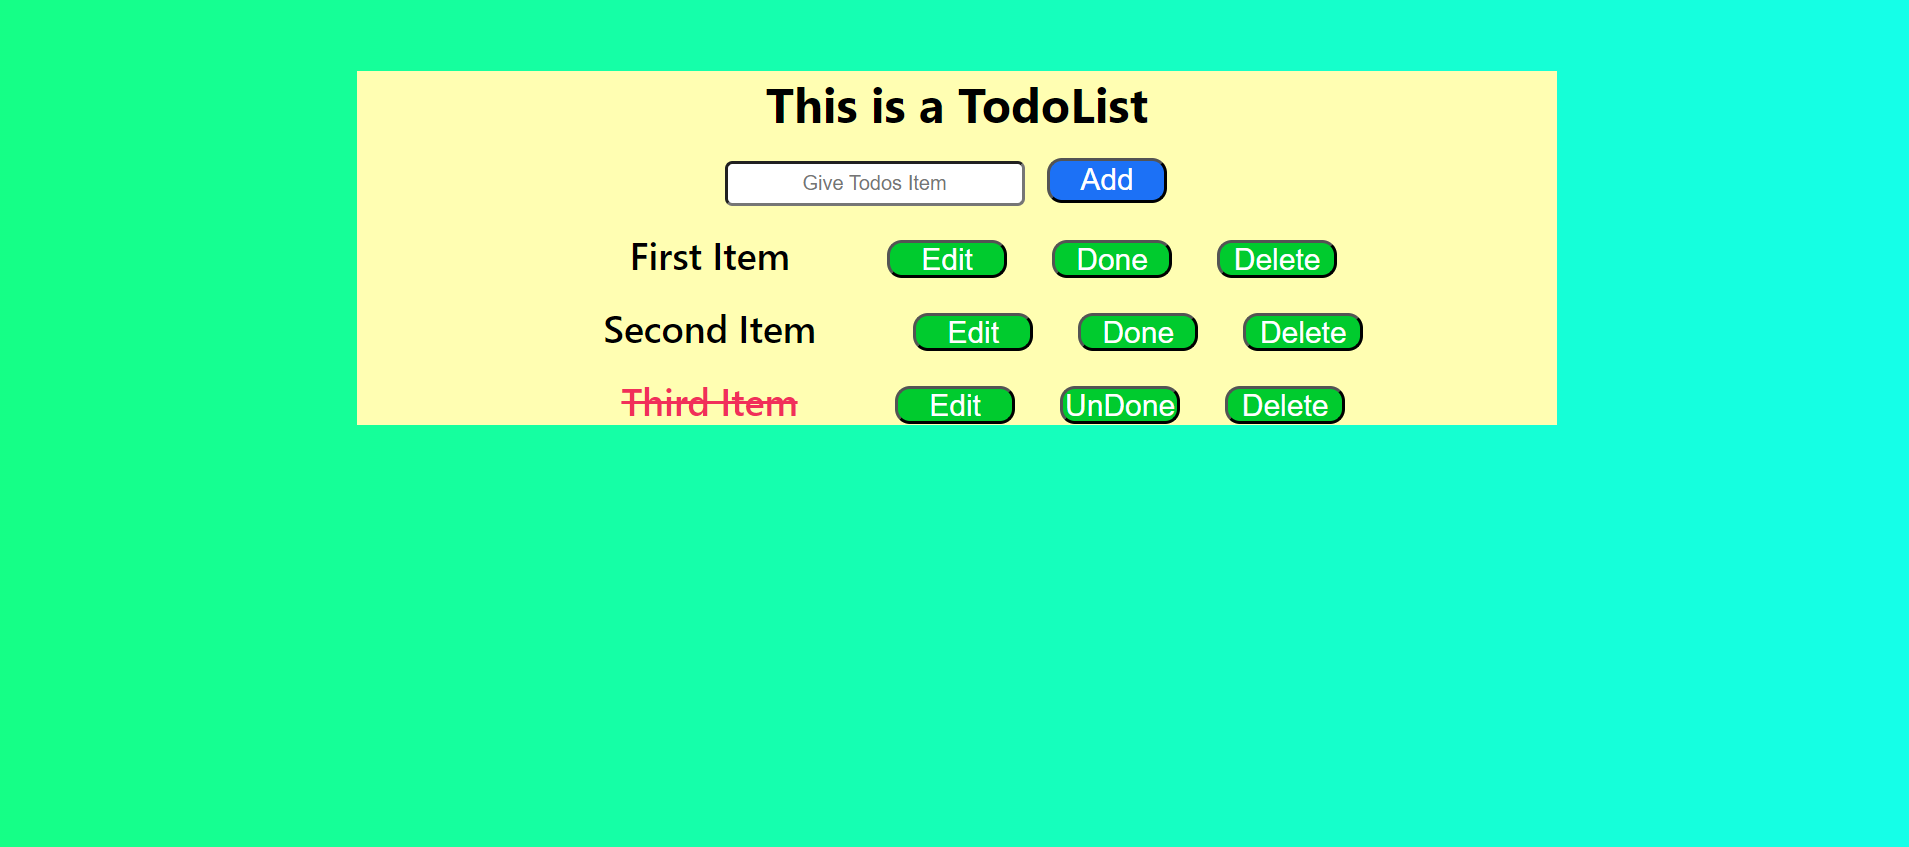 This is a TodoList
Give Todos Item Add
First Item Edit Done Delete
Second Item Edit Done Delete
Third Item Edit UnDone Delete